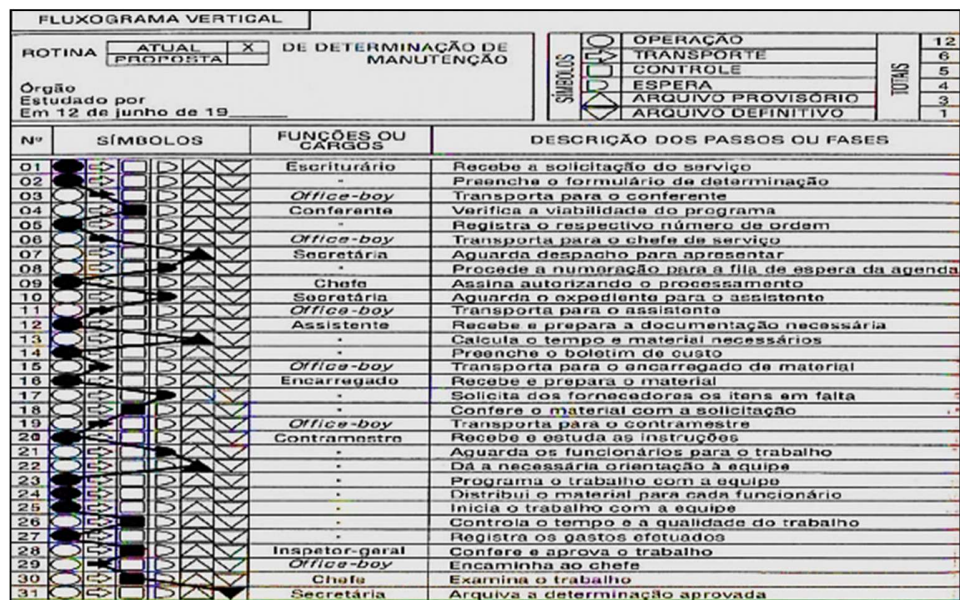 FLUXOGRAMA VERTICAL
ROTINA ATUAL X DE DETERMINAÇÃO DE
PROPOSTA MANUTENÇÃO
Órgão
Estudado por
Em 12 de junho de 19____
SÍMBOLOS
OPERAÇÃO 12
TRANSPORTE 6
CONTROLE 5
ESPERA 4
ARQUIVO PROVISÓRIO 3
ARQUIVO DEFINITIVO 1
TOTAIS
Nº SÍMBOLOS FUNÇÕES OU CARGOS DESCRIÇÃO DOS PASSOS OU FASES
01 Escriturário Recebe a solicitação do serviço
02 " Preenche o formulário de determinação
03 Office-boy Transporta para o conferente
04 Conferente Verifica a viabilidade do programa
05 " Registra o respectivo número de ordem
06 Office-boy Transporta para o chefe de serviço
07 Secretária Aguarda despacho para apresentar
08 " Procede a numeração para a fila de espera da agenda
09 Chefe Assina autorizando o processamento
10 Secretária Aguarda o expediente para o assistente
11 Office-boy Transporta para o assistente
12 Assistente Recebe e prepara a documentação necessária
13 " Calcula o tempo e material necessários
14 " Preenche o boletim de custo
15 Office-boy Transporta para o encarregado de material
16 Encarregado Recebe e prepara o material
17 " Solicita dos fornecedores os itens em falta
18 " Confere o material com a solicitação
19 Office-boy Transporta para o contramestre
20 Contramestre Recebe e estuda as instruções
21 " Aguarda os funcionários para o trabalho
22 " Dá a necessária orientação à equipe
23 " Programa o trabalho com a equipe
24 " Distribui o material para cada funcionário
25 " Inicia o trabalho com a equipe
26 " Controla o tempo e a qualidade do trabalho
27 " Registra os gastos efetuados
28 Inspetor-geral Confere e aprova o trabalho
29 Office-boy Encaminha ao chefe
30 Chefe Examina o trabalho
31 Secretária Arquiva a determinação aprovada